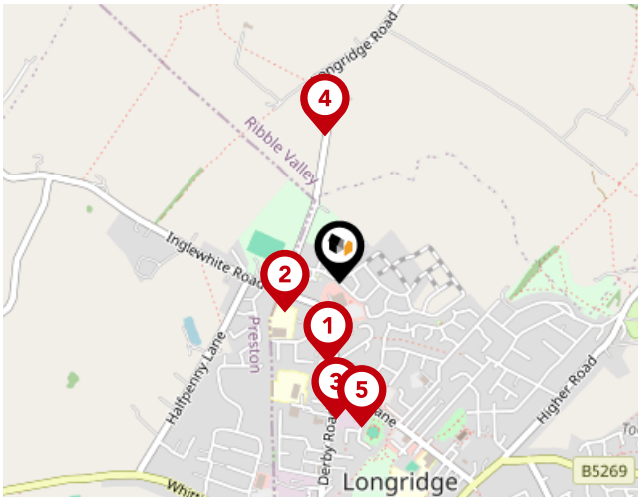 Longridge Road
4
Ribble Valley
Inglewhite Road
2
1
Preston
3
5
Lane
Halfpenny Lane
Derby Road
Higher Road
Longridge
B5269